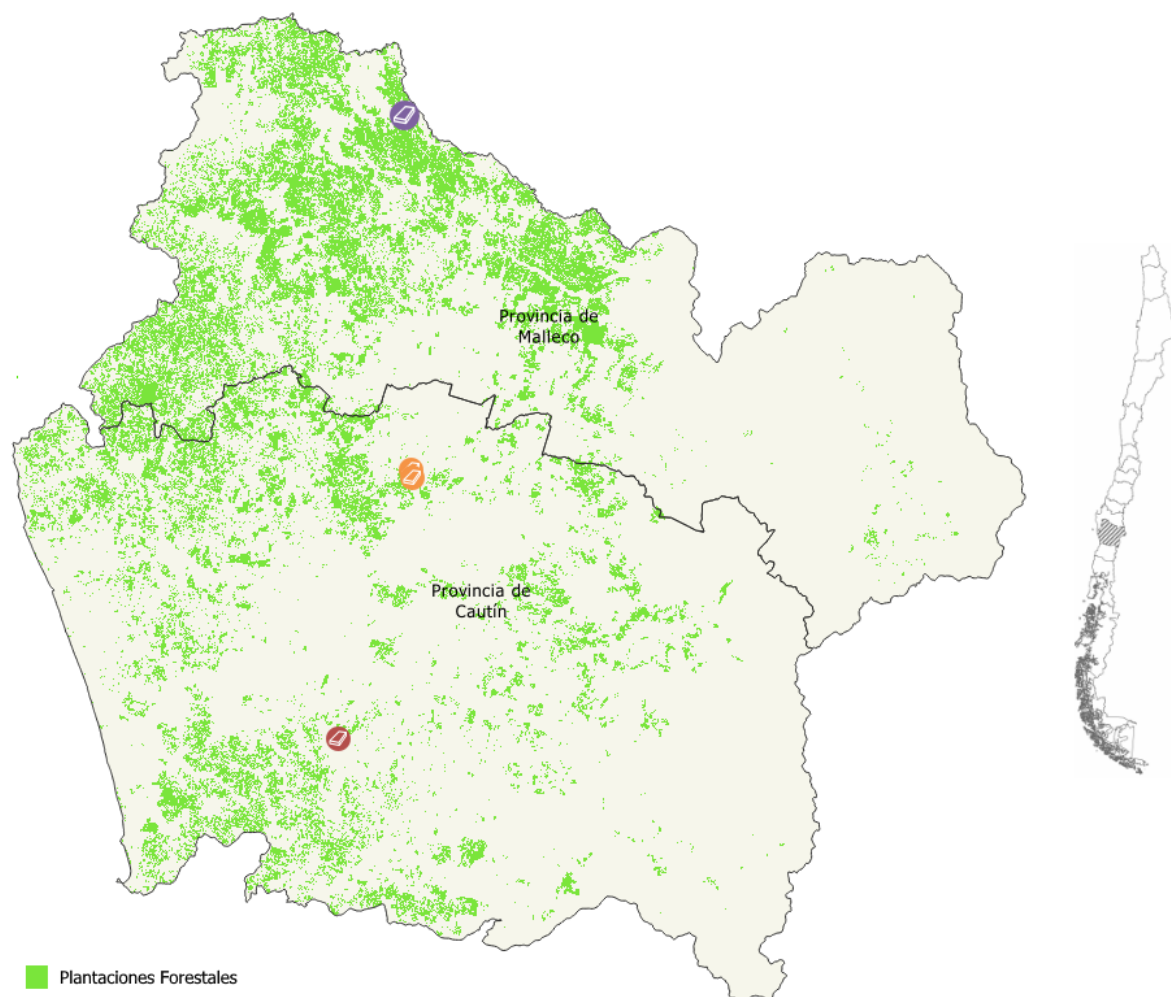 Provincia de
Malleco
Provincia de
Cautín
Plantaciones Forestales